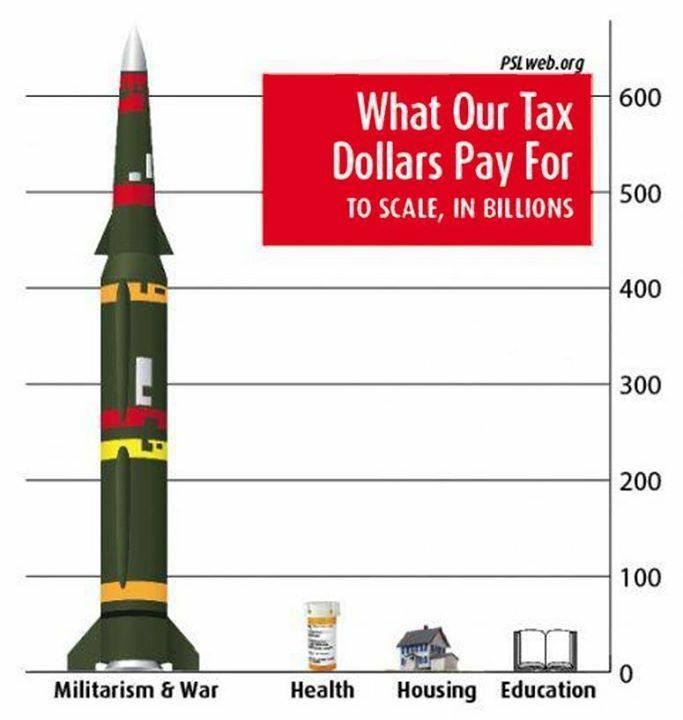 PSLweb.org
What Our Tax
Dollars Pay For
TO SCALE, IN BILLIONS
600
500
400
300
200
100
0
Militarism & War
Health
Housing
Education